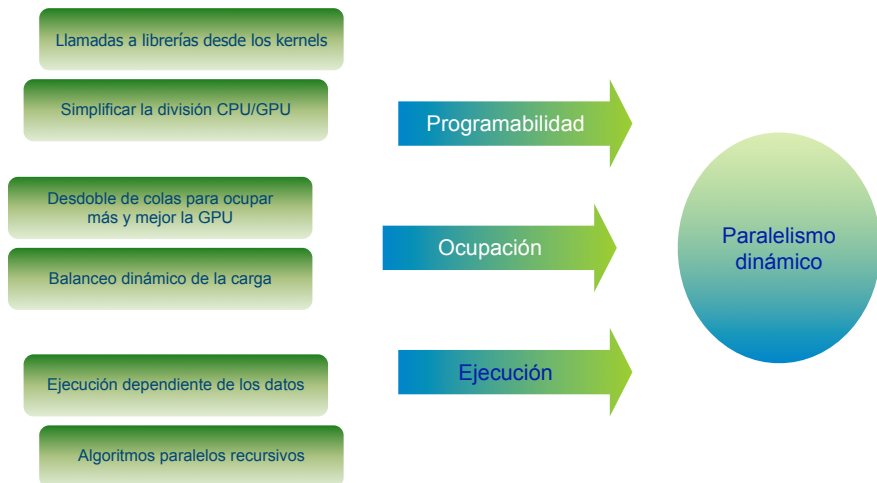 Llamadas a librerías desde los kernels
Simplificar la división CPU/GPU
Programabilidad
Desdoble de colas para ocupar
más y mejor la GPU
Balanceo dinámico de la carga
Ocupación
Ejecución dependiente de los datos
Algoritmos paralelos recursivos
Ejecución
Paralelismo
dinámico